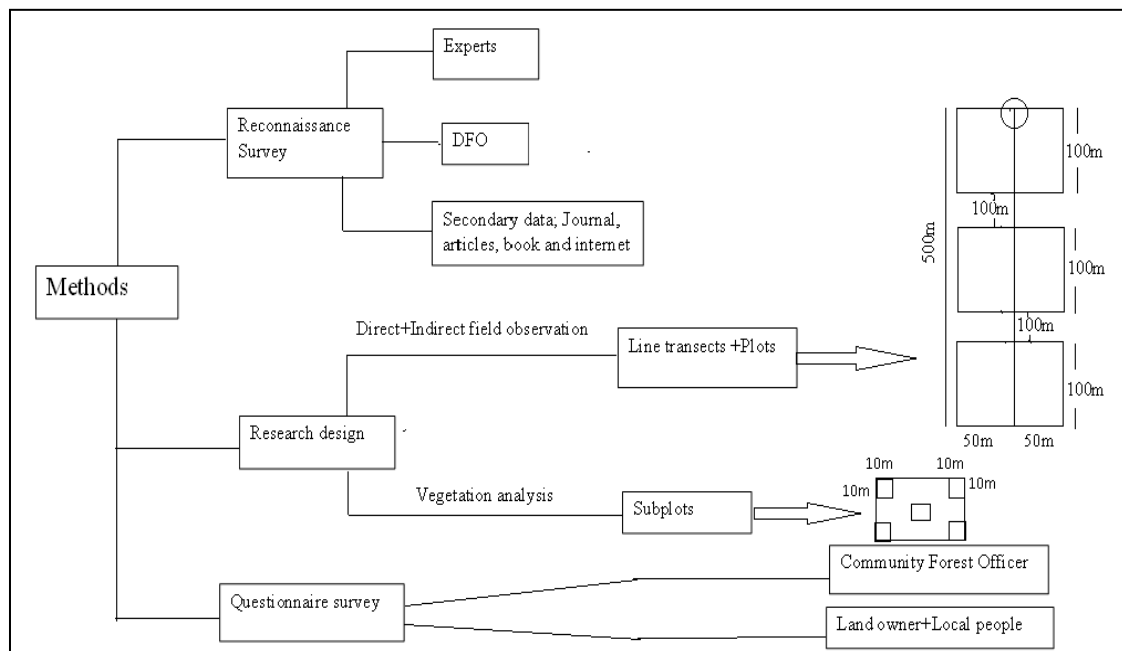 Experts
Reconnaissance
Survey
DFO
Secondary data; Journal,
articles, book and internet
Methods
Direct+Indirect field observation
Line transects +Plots
Research design
Vegetation analysis
Subplots
Questionnaire survey
Community Forest Officer
Land owner+Local people
500m
100m
100m
100m
100m
100m
50m
50m
10m
10m
10m
10m